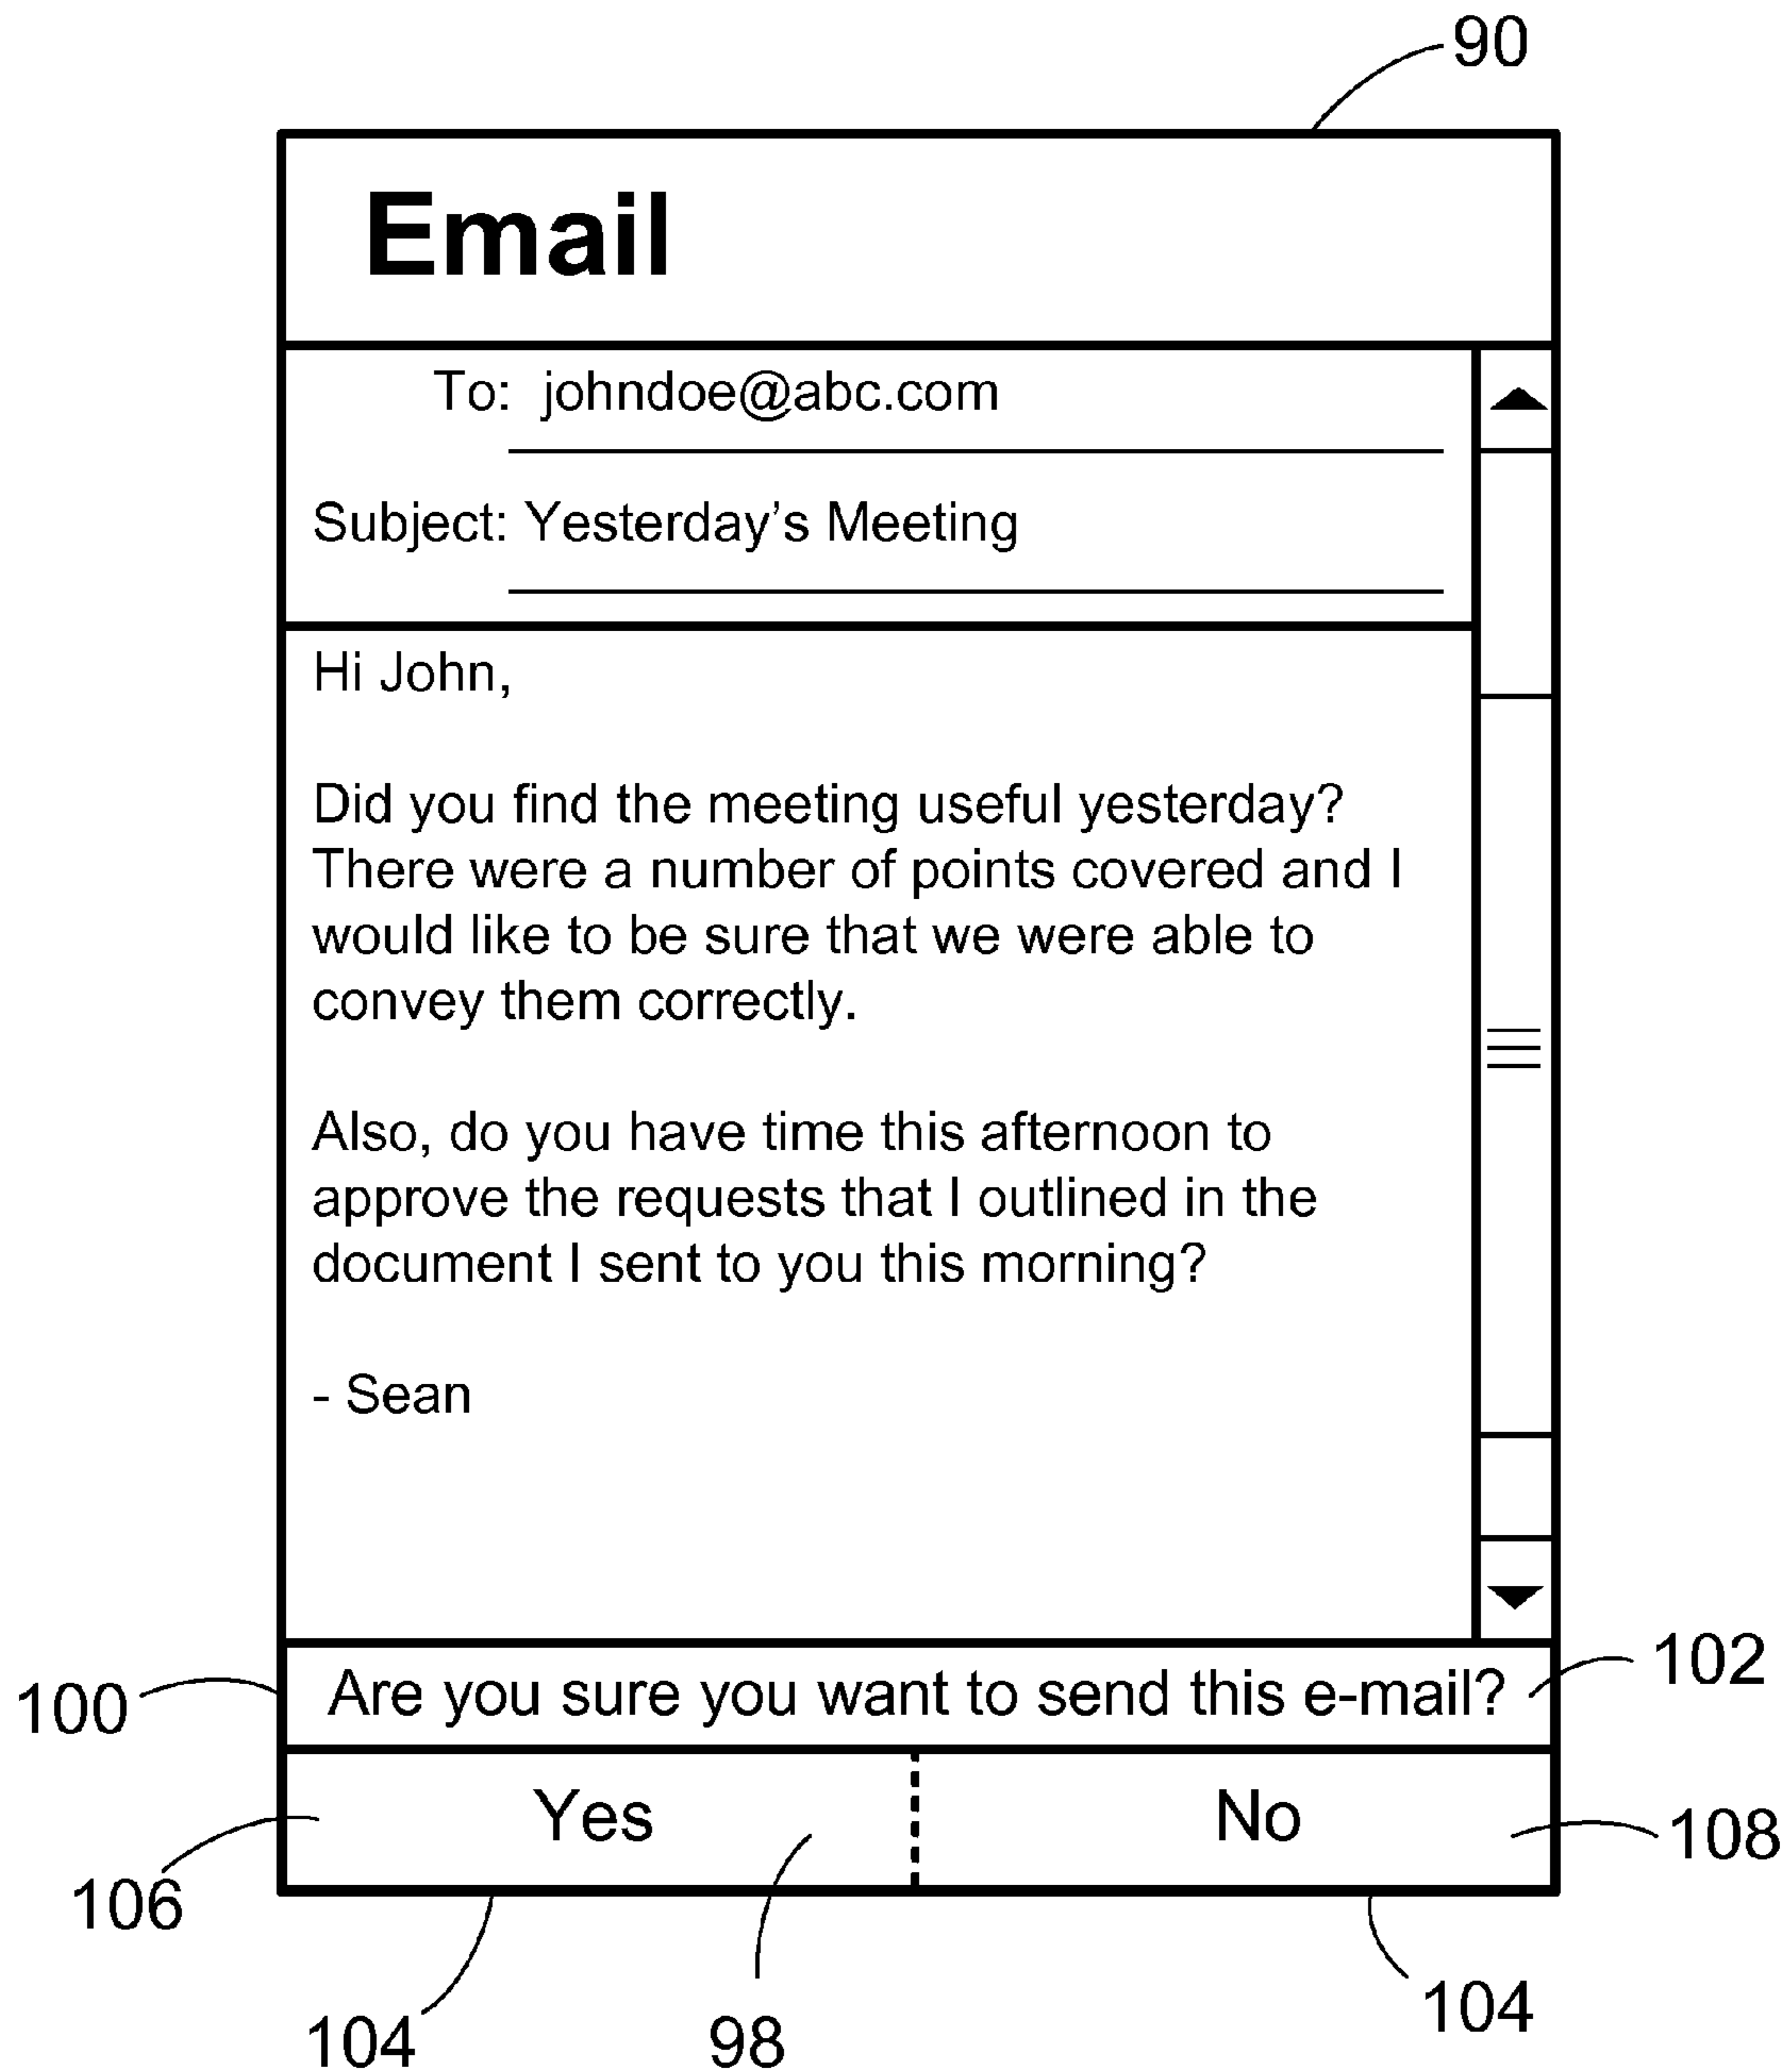 90
Email
To: johndoe@abc.com
Subject: Yesterday's Meeting
Hi John,
Did you find the meeting useful yesterday?
There were a number of points covered and I
would like to be sure that we were able to
convey them correctly.
Also, do you have time this afternoon to
approve the requests that I outlined in the
document I sent to you this morning?
- Sean
100
Are you sure you want to send this e-mail?
102
Yes
No
106
108
104
98
104